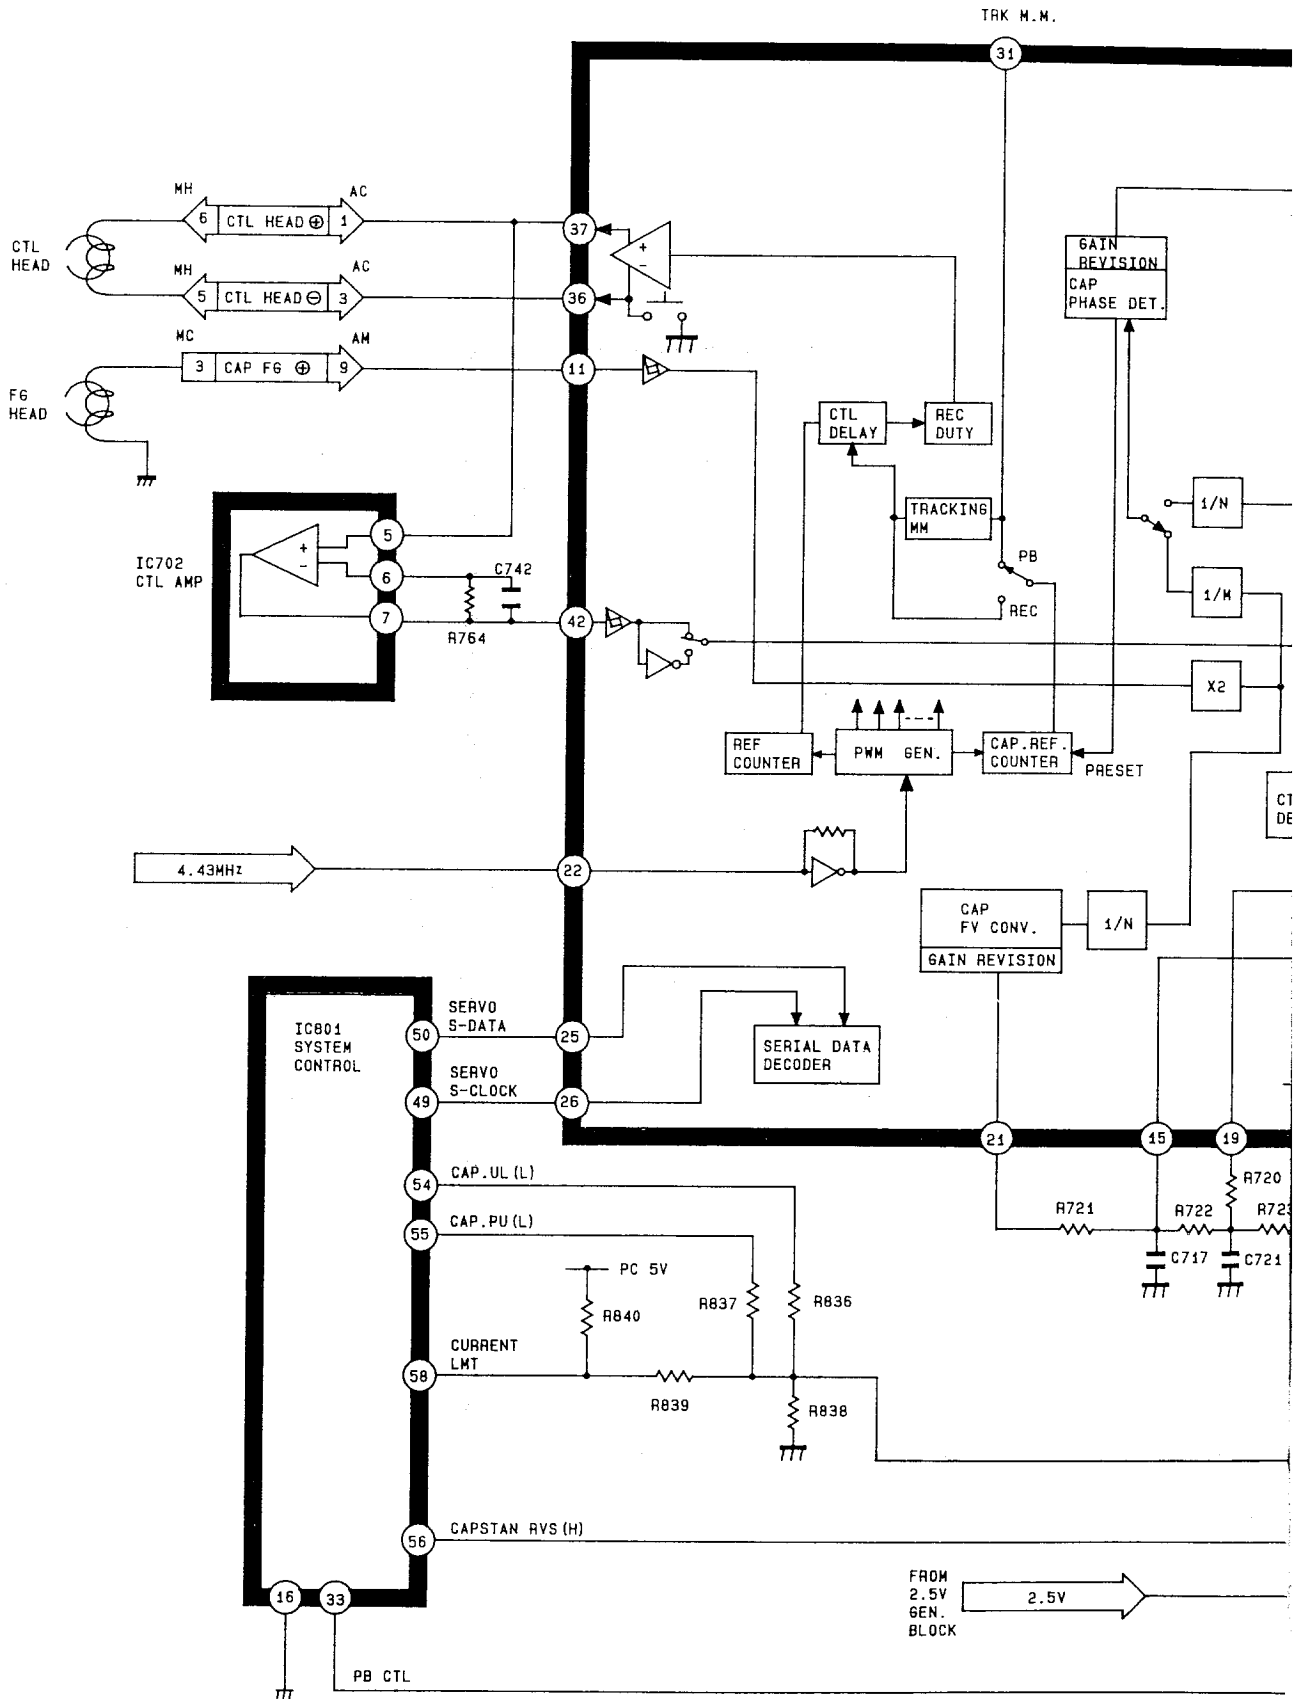 TRK M.M.
31
MH
AC
6
CTL HEAD ⊕
1
37
CTL
HEAD
+
−
GAIN
REVISION
CAP
PHASE DET.
MH
AC
5
CTL HEAD ⊖
3
36
MC
AM
3
CAP FG ⊕
9
11
FG
HEAD
CTL
DELAY
REC
DUTY
TRACKING
MM
1/N
IC702
CTL AMP
+
−
5
6
7
C742
R764
42
PB
REC
1/M
X2
REF
COUNTER
PWM GEN.
CAP.REF.
COUNTER
PRESET
CT
DE
4.43MHz
22
CAP
FV CONV.
GAIN REVISION
1/N
IC801
SYSTEM
CONTROL
50
SERVO
S-DATA
25
SERIAL DATA
DECODER
49
SERVO
S-CLOCK
26
21
15
19
54
CAP.UL(L)
55
CAP.PU(L)
R720
R721
R722
R723
C717
C721
PC 5V
R840
R837
R836
58
CURRENT
LMT
R839
R838
56
CAPSTAN RVS(H)
16
33
FROM
2.5V
GEN.
BLOCK
2.5V
PB CTL